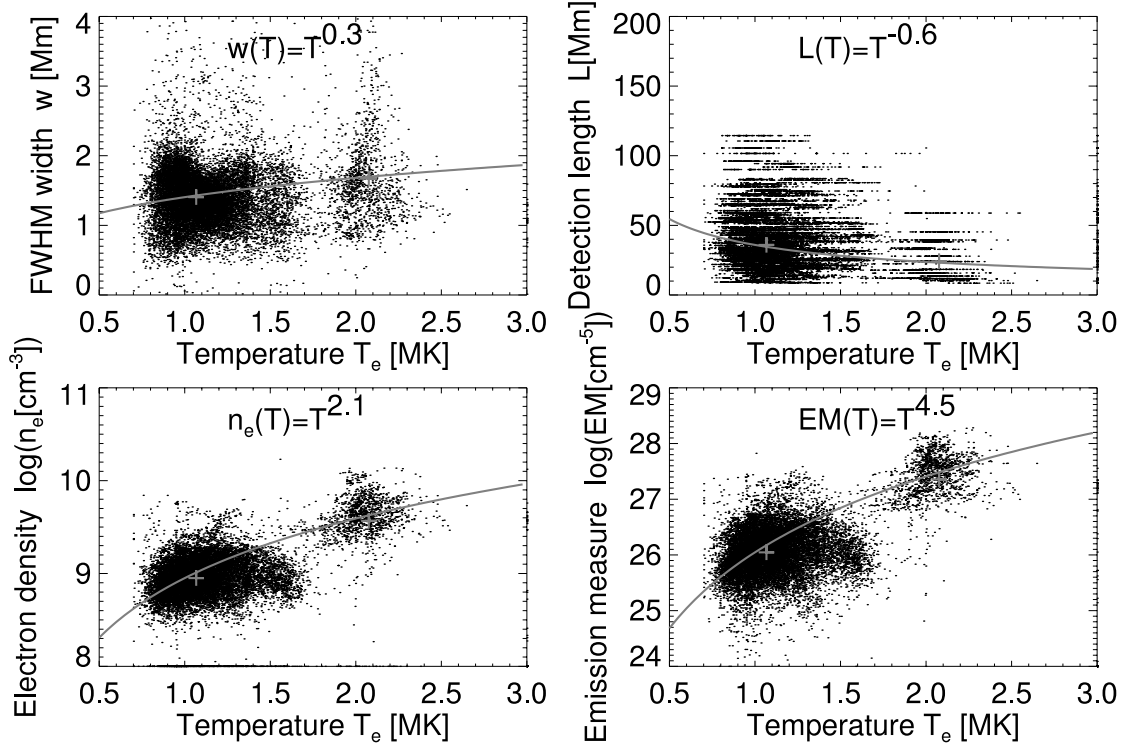 w(T)=T^0.3
FWHM width w [Mm]
4
3
2
1
0
0.5 1.0 1.5 2.0 2.5 3.0
Temperature T_e [MK]
L(T)=T^-0.6
Detection length L[Mm]
200
150
100
50
0
0.5 1.0 1.5 2.0 2.5 3.0
Temperature T_e [MK]
n_e(T)=T^2.1
Electron density log(n_e[cm^-3])
11
10
9
8
0.5 1.0 1.5 2.0 2.5 3.0
Temperature T_e [MK]
EM(T)=T^4.5
Emission measure log(EM[cm^-5])
29
28
27
26
25
24
0.5 1.0 1.5 2.0 2.5 3.0
Temperature T_e [MK]